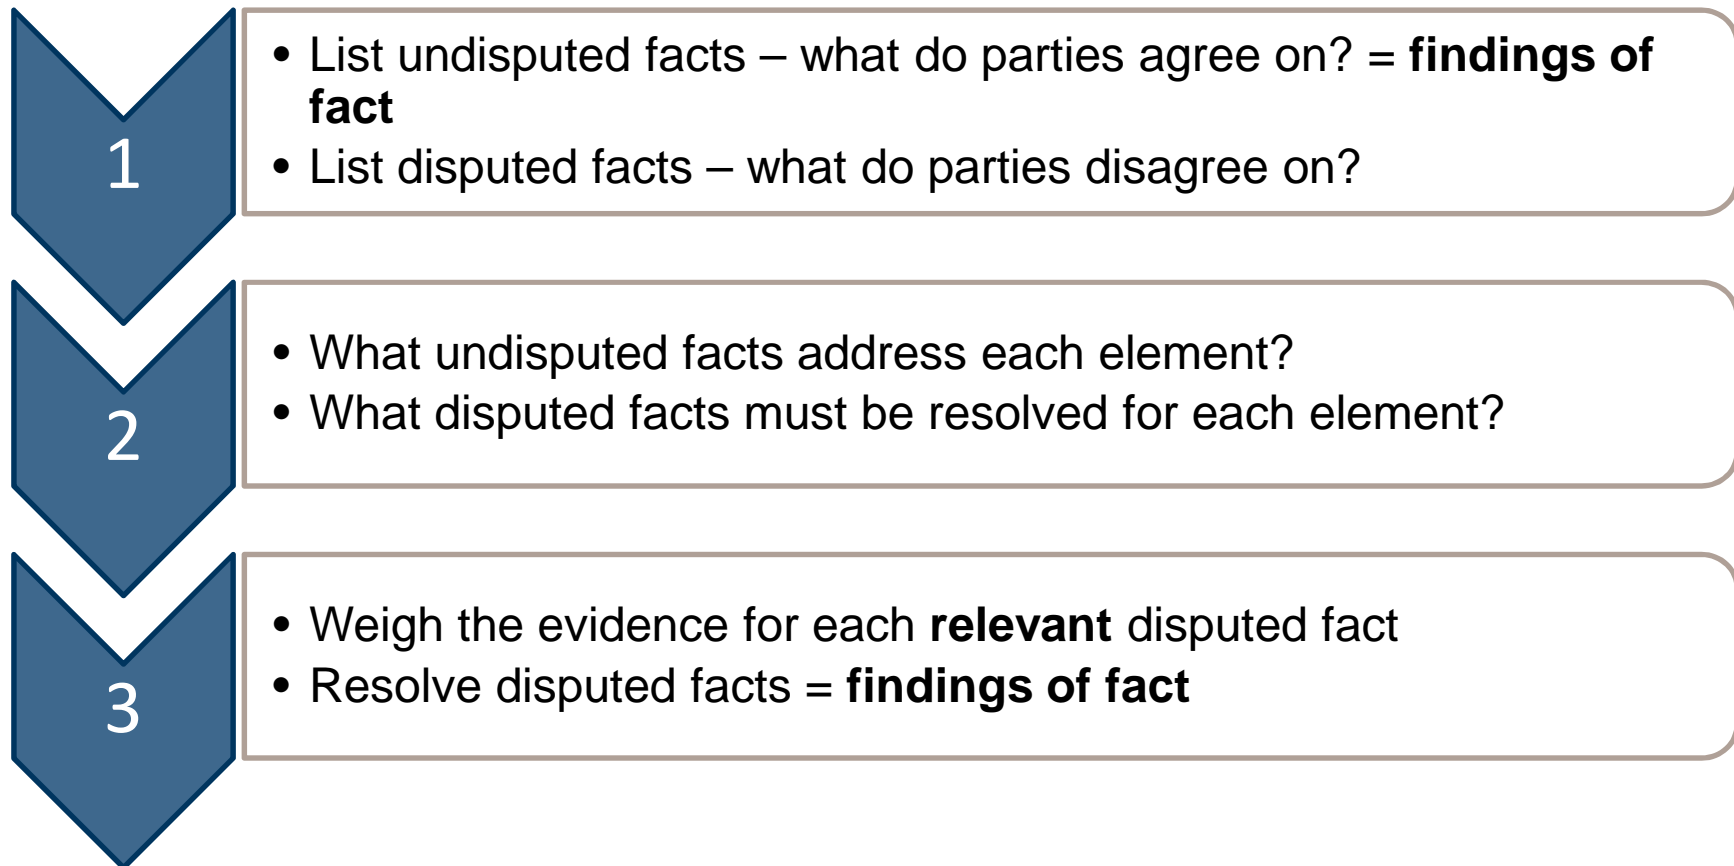 1
• List undisputed facts – what do parties agree on? = findings of
fact
• List disputed facts – what do parties disagree on?
2
• What undisputed facts address each element?
• What disputed facts must be resolved for each element?
3
• Weigh the evidence for each relevant disputed fact
• Resolve disputed facts = findings of fact